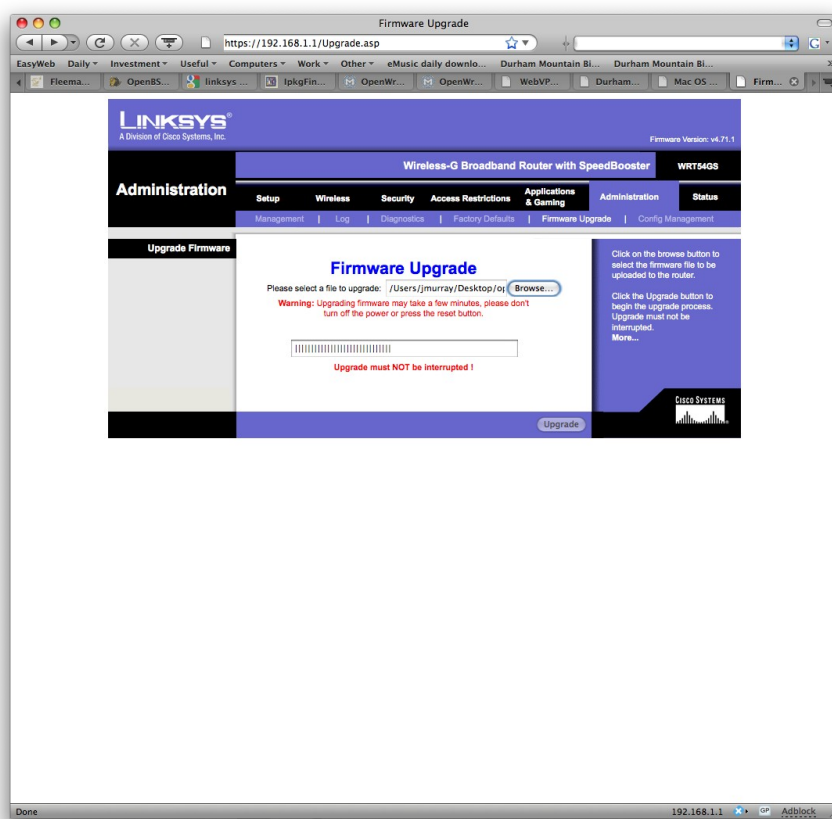 Firmware Upgrade
https://192.168.1.1/Upgrade.asp
EasyWeb Daily Investment Useful Computers Work Other eMusic daily downlo... Durham Mountain Bi... Durham Mountain Bi...
Fleema... OpenBS... linksys ... IpkgFin... OpenWr... OpenWr... WebVP... Durham... Mac OS ... Firm...
LINKSYS®
A Division of Cisco Systems, Inc.
Firmware Version: v4.71.1
Wireless-G Broadband Router with SpeedBooster WRT54GS
Administration
Setup Wireless Security Access Restrictions Applications & Gaming Administration Status
Management | Log | Diagnostics | Factory Defaults | Firmware Upgrade | Config Management
Upgrade Firmware
Firmware Upgrade
Please select a file to upgrade: /Users/jmurray/Desktop/op Browse...
Warning: Upgrading firmware may take a few minutes, please don't
turn off the power or press the reset button.
Upgrade must NOT be interrupted !
Click on the browse button to
select the firmware file to be
uploaded to the router.
Click the Upgrade button to
begin the upgrade process.
Upgrade must not be
interrupted.
More...
CISCO SYSTEMS
Upgrade
Done 192.168.1.1 GP Adblock